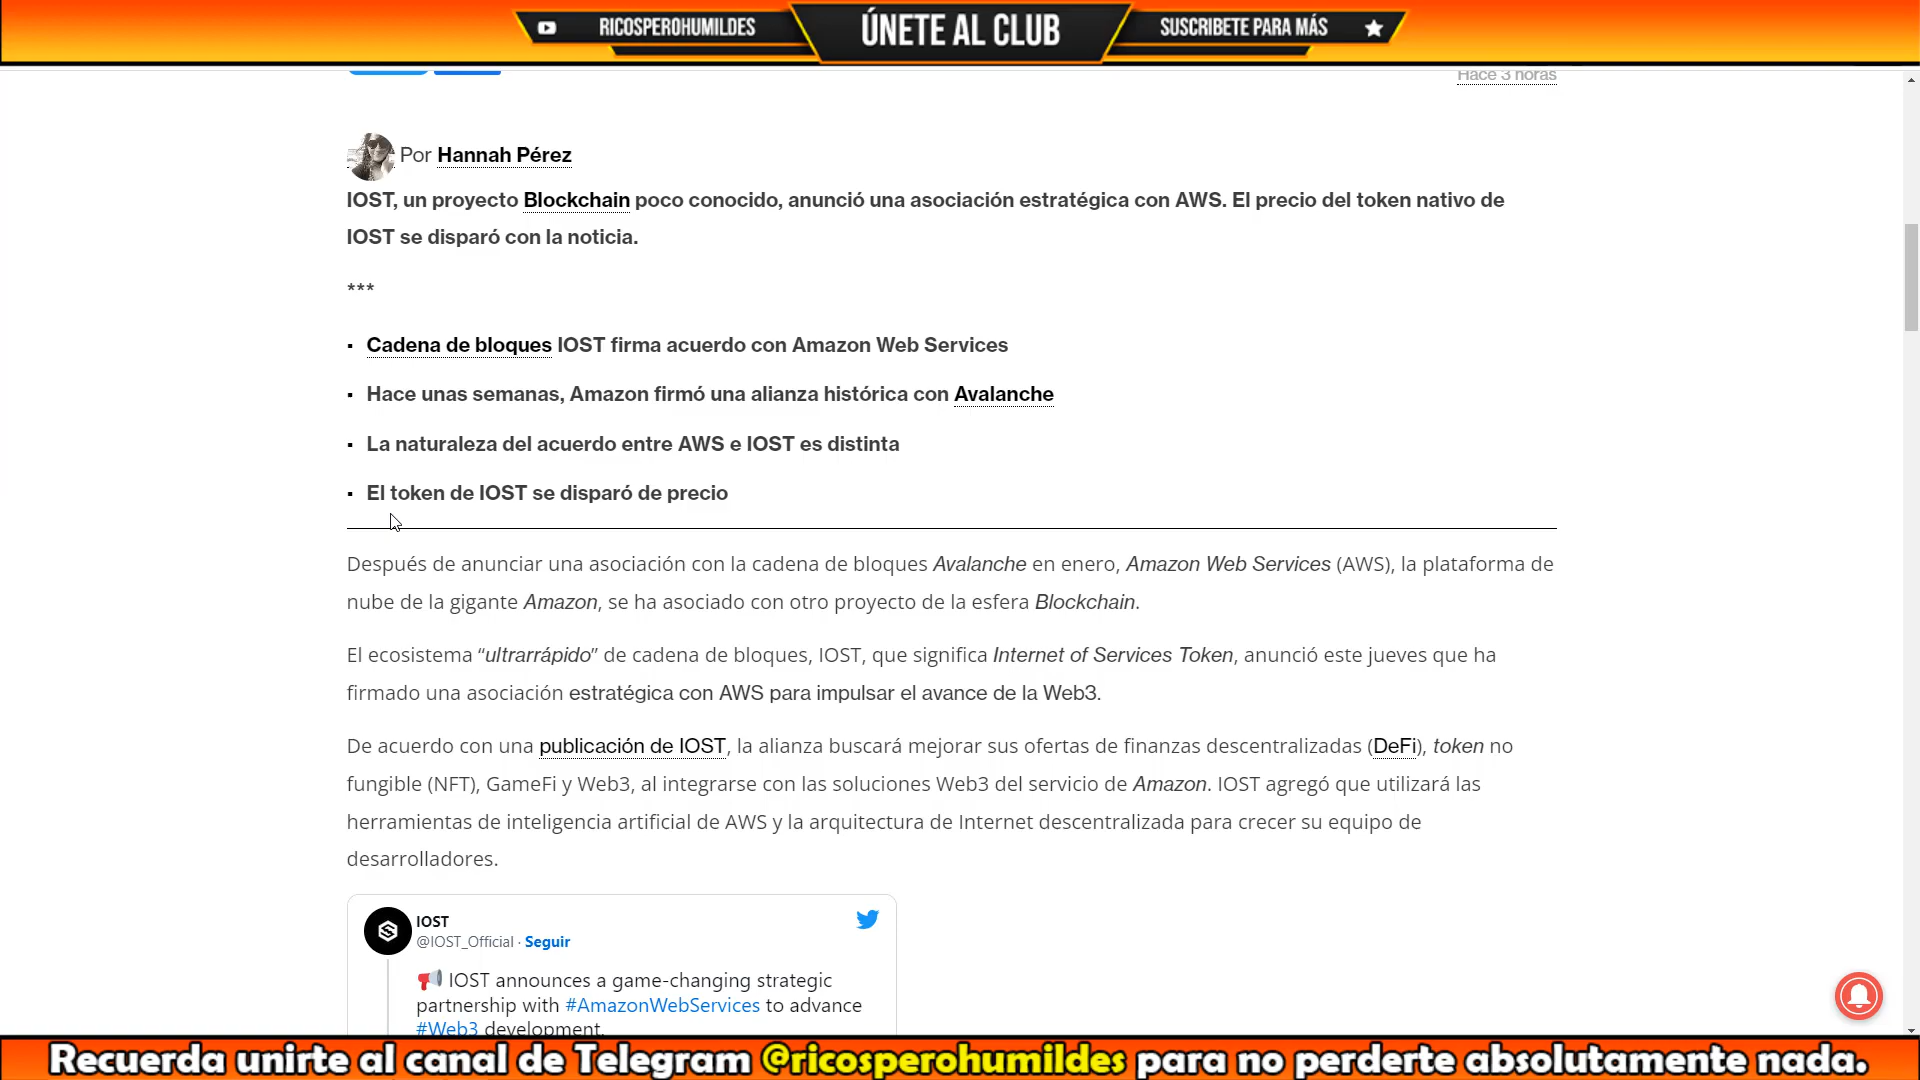 RICOSPEROHUMILDES
ÚNETE AL CLUB
SUSCRIBETE PARA MÁS
Hace 3 horas
Por Hannah Pérez
IOST, un proyecto Blockchain poco conocido, anunció una asociación estratégica con AWS. El precio del token nativo de
IOST se disparó con la noticia.
***
▪ Cadena de bloques IOST firma acuerdo con Amazon Web Services
▪ Hace unas semanas, Amazon firmó una alianza histórica con Avalanche
▪ La naturaleza del acuerdo entre AWS e IOST es distinta
▪ El token de IOST se disparó de precio
Después de anunciar una asociación con la cadena de bloques Avalanche en enero, Amazon Web Services (AWS), la plataforma de
nube de la gigante Amazon, se ha asociado con otro proyecto de la esfera Blockchain.
El ecosistema “ultrarrápido” de cadena de bloques, IOST, que significa Internet of Services Token, anunció este jueves que ha
firmado una asociación estratégica con AWS para impulsar el avance de la Web3.
De acuerdo con una publicación de IOST, la alianza buscará mejorar sus ofertas de finanzas descentralizadas (DeFi), token no
fungible (NFT), GameFi y Web3, al integrarse con las soluciones Web3 del servicio de Amazon. IOST agregó que utilizará las
herramientas de inteligencia artificial de AWS y la arquitectura de Internet descentralizada para crecer su equipo de
desarrolladores.
IOST
@IOST_Official · Seguir
📢 IOST announces a game-changing strategic
partnership with #AmazonWebServices to advance
#Web3 development.
Recuerda unirte al canal de Telegram @ricosperohumildes para no perderte absolutamente nada.